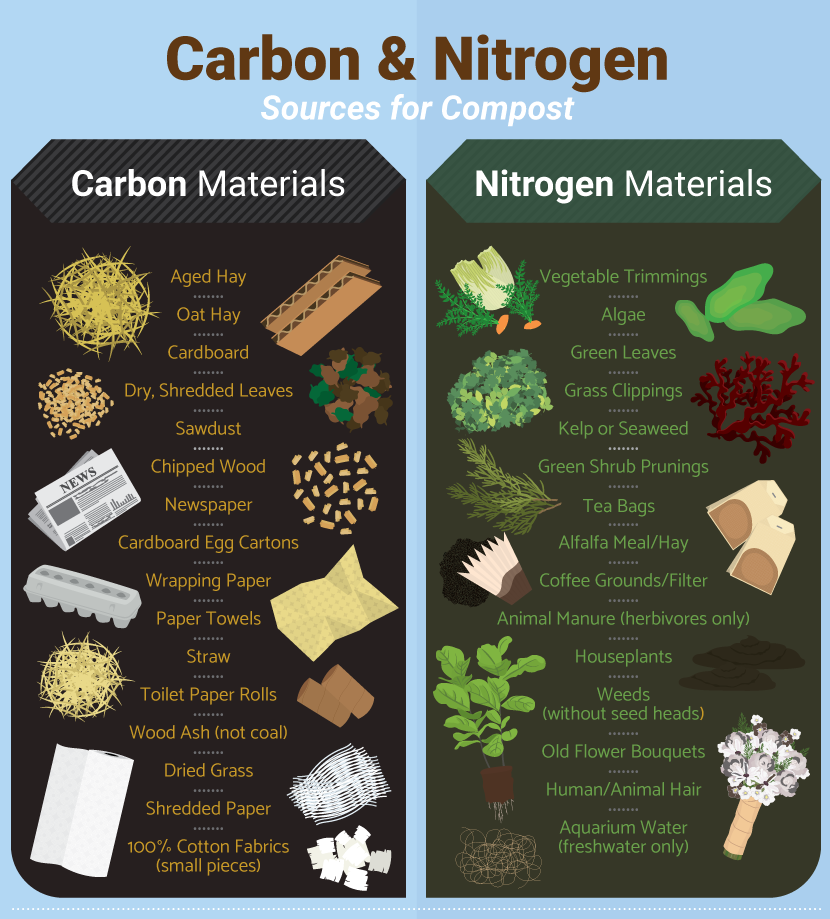 Carbon & Nitrogen
Sources for Compost
Carbon Materials
Aged Hay
Oat Hay
Cardboard
Dry, Shredded Leaves
Sawdust
Chipped Wood
Newspaper
Cardboard Egg Cartons
Wrapping Paper
Paper Towels
Straw
Toilet Paper Rolls
Wood Ash (not coal)
Dried Grass
Shredded Paper
100% Cotton Fabrics
(small pieces)
NEWS
Nitrogen Materials
Vegetable Trimmings
Algae
Green Leaves
Grass Clippings
Kelp or Seaweed
Green Shrub Prunings
Tea Bags
Alfalfa Meal/Hay
Coffee Grounds/Filter
Animal Manure (herbivores only)
Houseplants
Weeds
(without seed heads)
Old Flower Bouquets
Human/Animal Hair
Aquarium Water
(freshwater only)